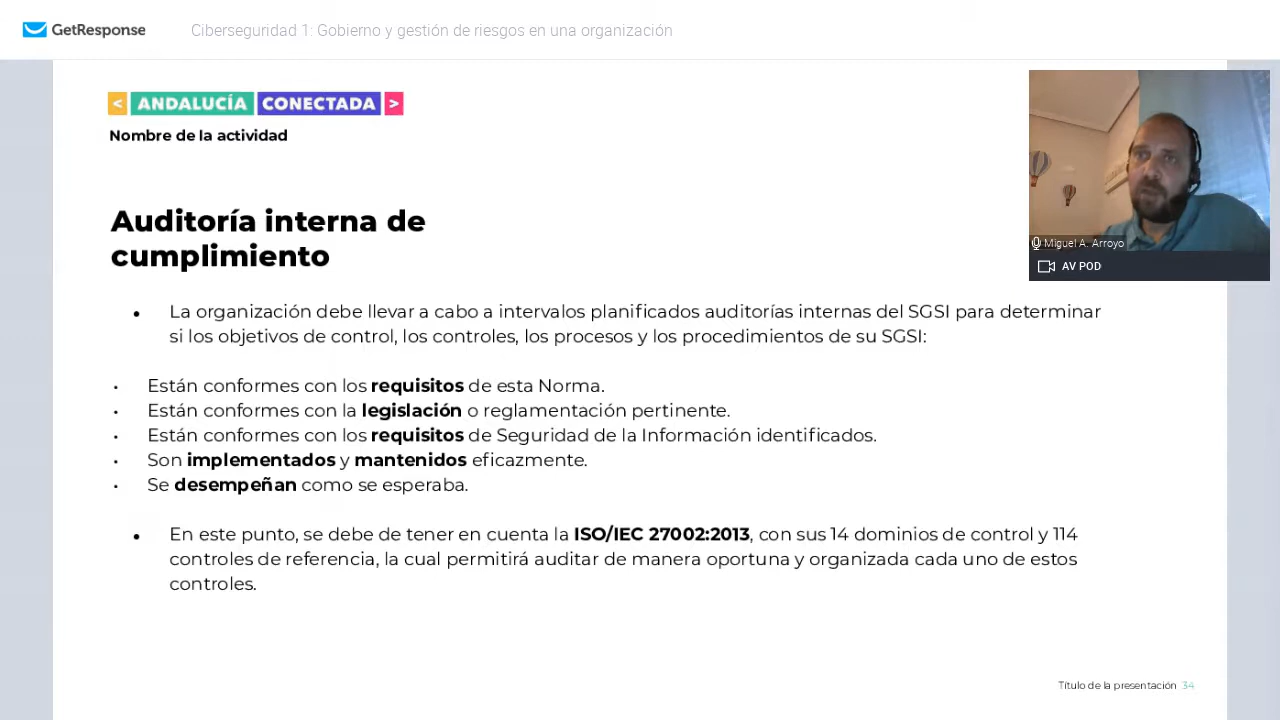 GetResponse
Ciberseguridad 1: Gobierno y gestión de riesgos en una organización
< ANDALUCÍA CONECTADA >
Nombre de la actividad
Miguel A. Arroyo
AV POD
Auditoría interna de
cumplimiento
• La organización debe llevar a cabo a intervalos planificados auditorías internas del SGSI para determinar
si los objetivos de control, los controles, los procesos y los procedimientos de su SGSI:
• Están conformes con los requisitos de esta Norma.
• Están conformes con la legislación o reglamentación pertinente.
• Están conformes con los requisitos de Seguridad de la Información identificados.
• Son implementados y mantenidos eficazmente.
• Se desempeñan como se esperaba.
• En este punto, se debe de tener en cuenta la ISO/IEC 27002:2013, con sus 14 dominios de control y 114
controles de referencia, la cual permitirá auditar de manera oportuna y organizada cada uno de estos
controles.
Título de la presentación 34